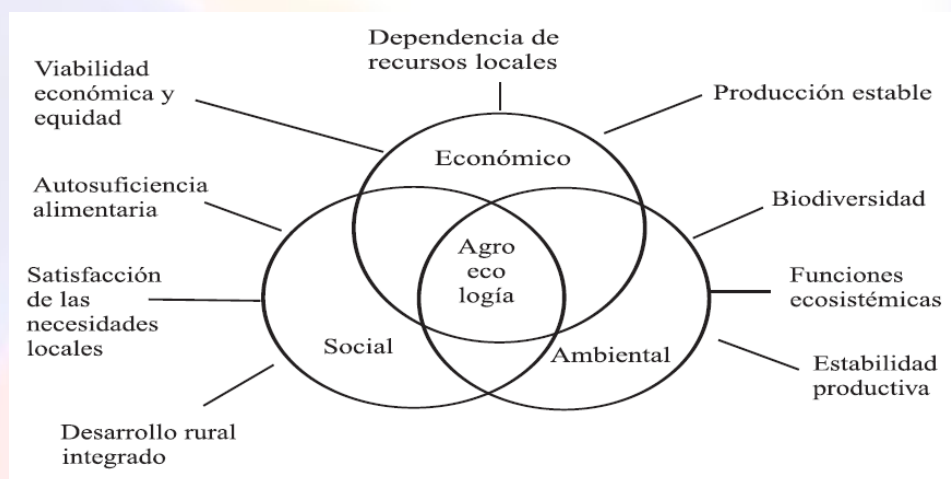 Dependencia de
recursos locales
Viabilidad
económica y
equidad
Producción estable
Económico
Autosuficiencia
alimentaria
Biodiversidad
Agro
eco
logía
Satisfacción
de las
necesidades
locales
Funciones
ecosistémicas
Social
Ambiental
Estabilidad
productiva
Desarrollo rural
integrado